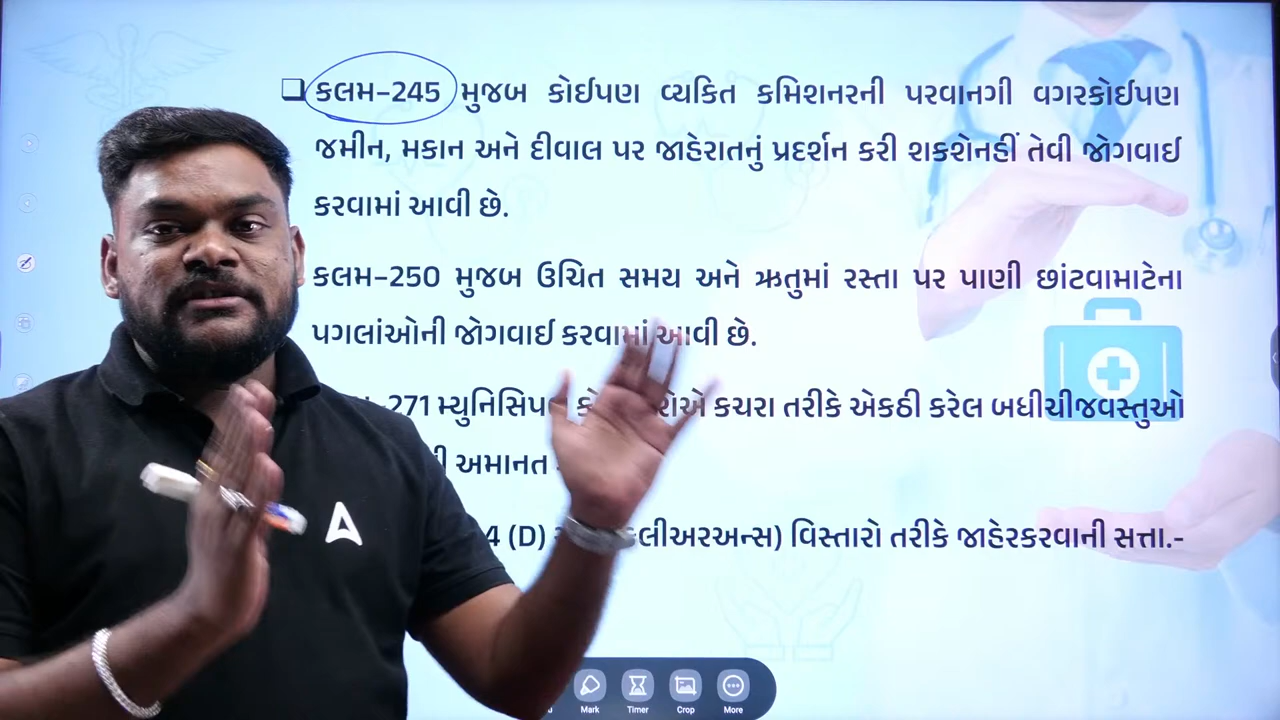 ❑ કલમ–245 મુજબ કોઈપણ વ્યકિત કમિશનરની પરવાનગી વગરકોઈપણ
જમીન, મકાન અને દીવાલ પર જાહેરાતનું પ્રદર્શન કરી શકશેનહીં તેવી જોગવાઈ
કરવામાં આવી છે.
કલમ–250 મુજબ ઉચિત સમય અને ઋતુમાં રસ્તા પર પાણી છાંટવામાટેના
પગલાંઓની જોગવાઈ કરવામાં આવી છે.
271 કચરા તરીકે એકઠી કરેલ બધીચીજવસ્તુઓ
અમાનત
4 (D) વિસ્તારો તરીકે જાહેરકરવાની સત્તા.-
Mark Timer Crop More